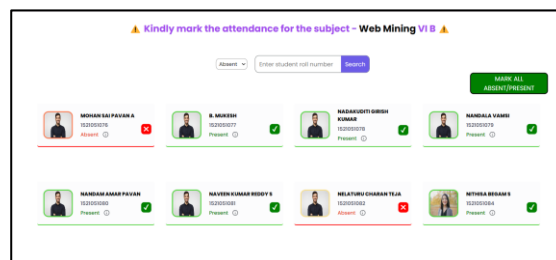 ⚠ Kindly mark the attendance for the subject - Web Mining VI B ⚠
Absent Enter student roll number Search
MARK ALL
ABSENT/PRESENT
MOHAN SAI PAVAN A
1521051076
Absent
B. MUKESH
1521051077
Present
NADAKUDITI GIRISH
KUMAR
1521051078
Present
NANDALA VAMSI
1521051079
Present
NANDAM AMAR PAVAN
1521051080
Present
NAVEEN KUMAR REDDY S
1521051081
Present
NELATURU CHARAN TEJA
1521051082
Absent
NITHISA BEGAM S
1521051084
Present